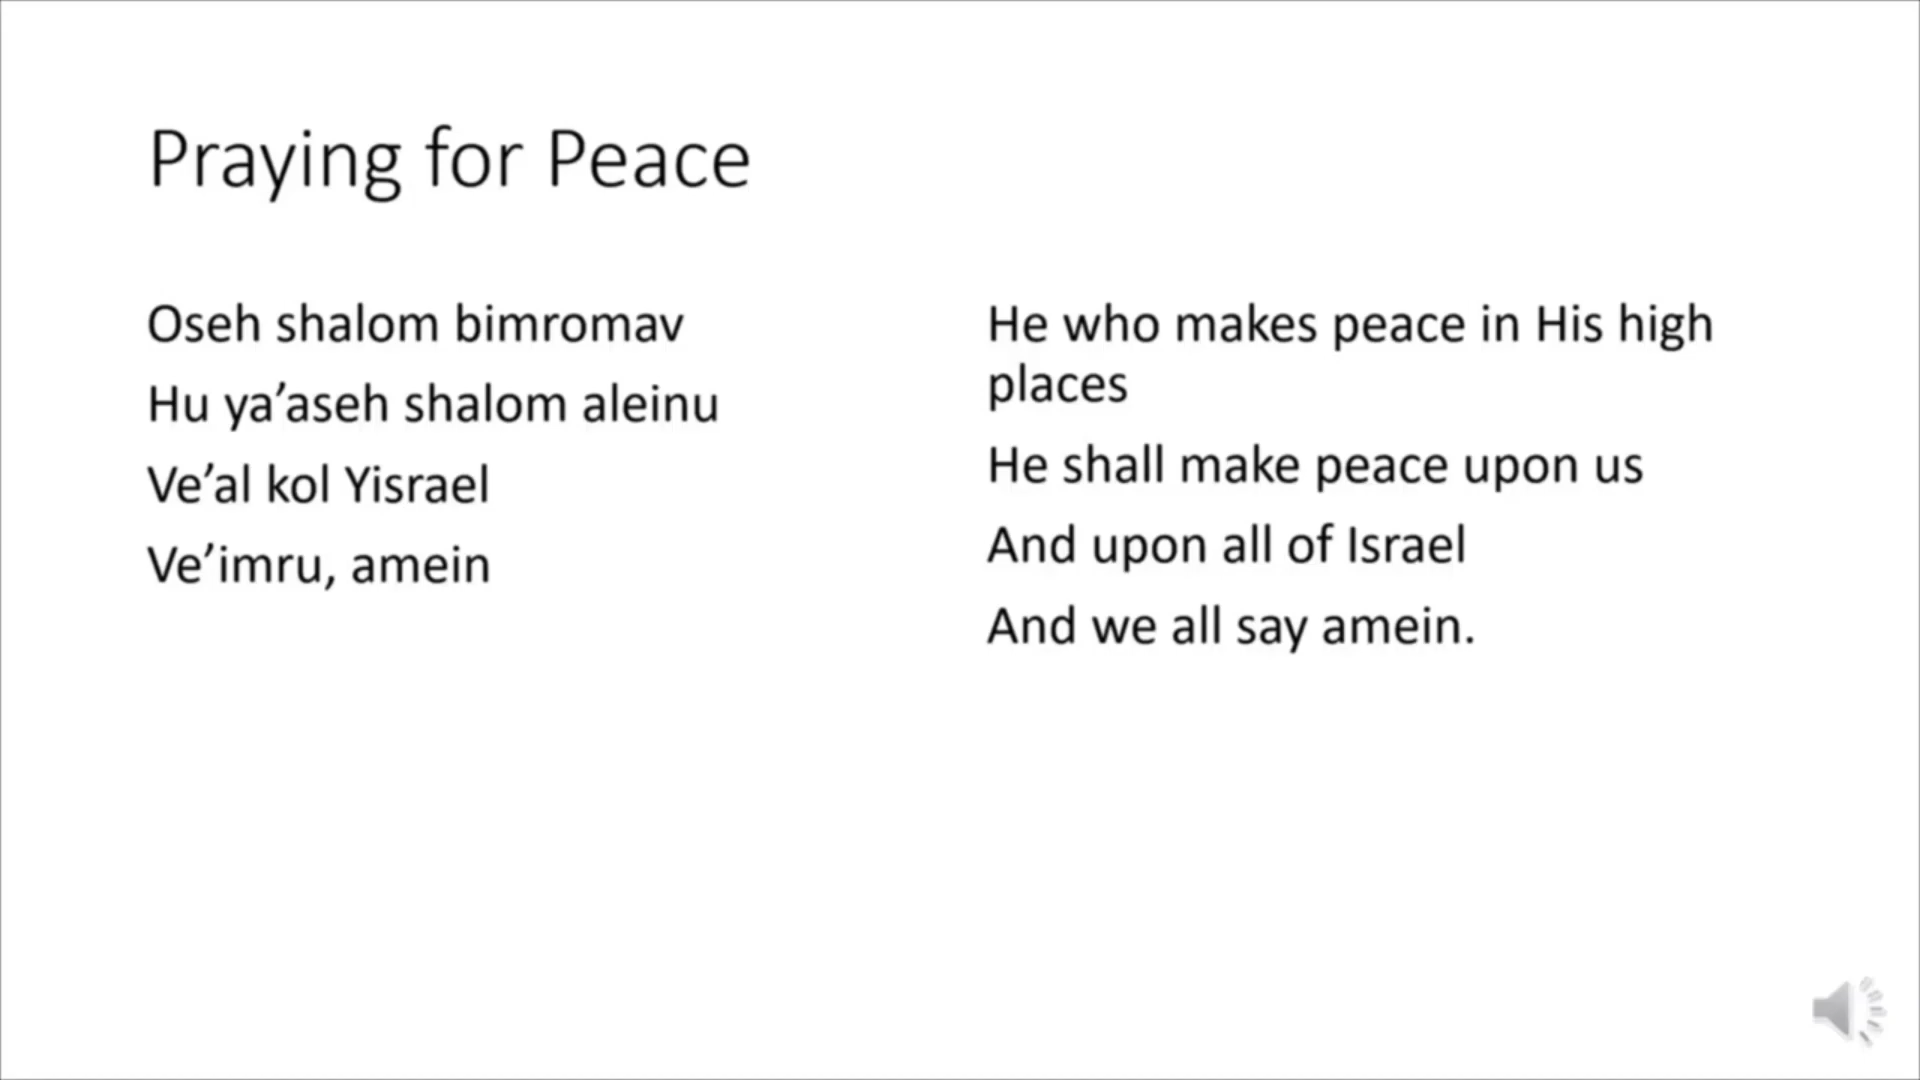 Praying for Peace
Oseh shalom bimromav
Hu ya’aseh shalom aleinu
Ve’al kol Yisrael
Ve’imru, amein
He who makes peace in His high
places
He shall make peace upon us
And upon all of Israel
And we all say amein.